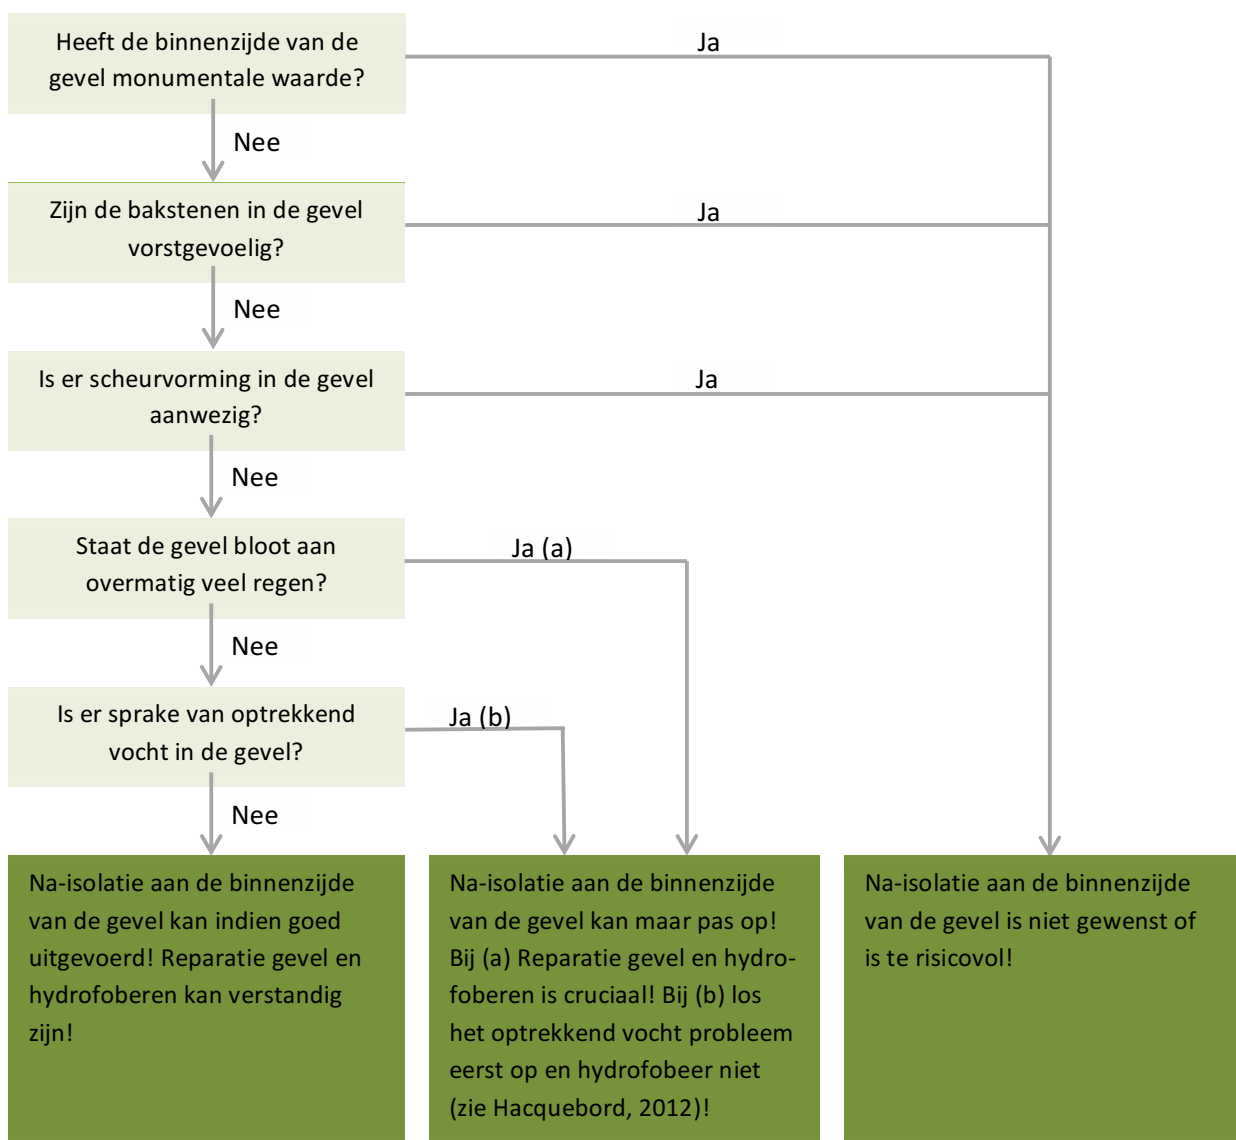 Heeft de binnenzijde van de
gevel monumentale waarde?
Ja
Nee
Zijn de bakstenen in de gevel
vorstgevoelig?
Ja
Nee
Is er scheurvorming in de gevel
aanwezig?
Ja
Nee
Staat de gevel bloot aan
overmatig veel regen?
Ja (a)
Nee
Is er sprake van optrekkend
vocht in de gevel?
Ja (b)
Nee
Na-isolatie aan de binnenzijde
van de gevel kan indien goed
uitgevoerd! Reparatie gevel en
hydrofoberen kan verstandig
zijn!
Na-isolatie aan de binnenzijde
van de gevel kan maar pas op!
Bij (a) Reparatie gevel en hydro-
foberen is cruciaal! Bij (b) los
het optrekkend vocht probleem
eerst op en hydrofobeer niet
(zie Hacquebord, 2012)!
Na-isolatie aan de binnenzijde
van de gevel is niet gewenst of
is te risicovol!